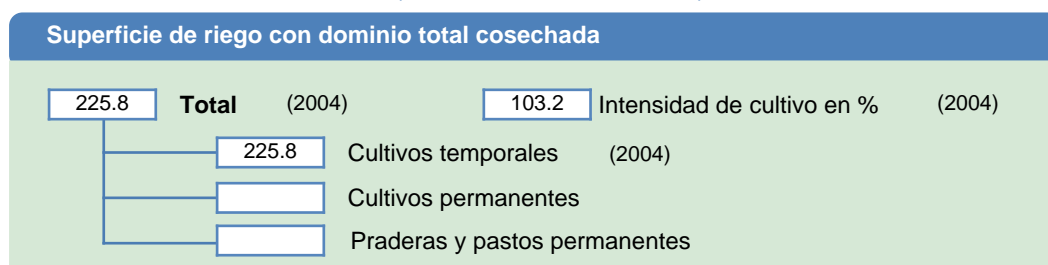 Superficie de riego con dominio total cosechada
225.8 Total (2004) 103.2 Intensidad de cultivo en % (2004)
225.8 Cultivos temporales (2004)
Cultivos permanentes
Praderas y pastos permanentes